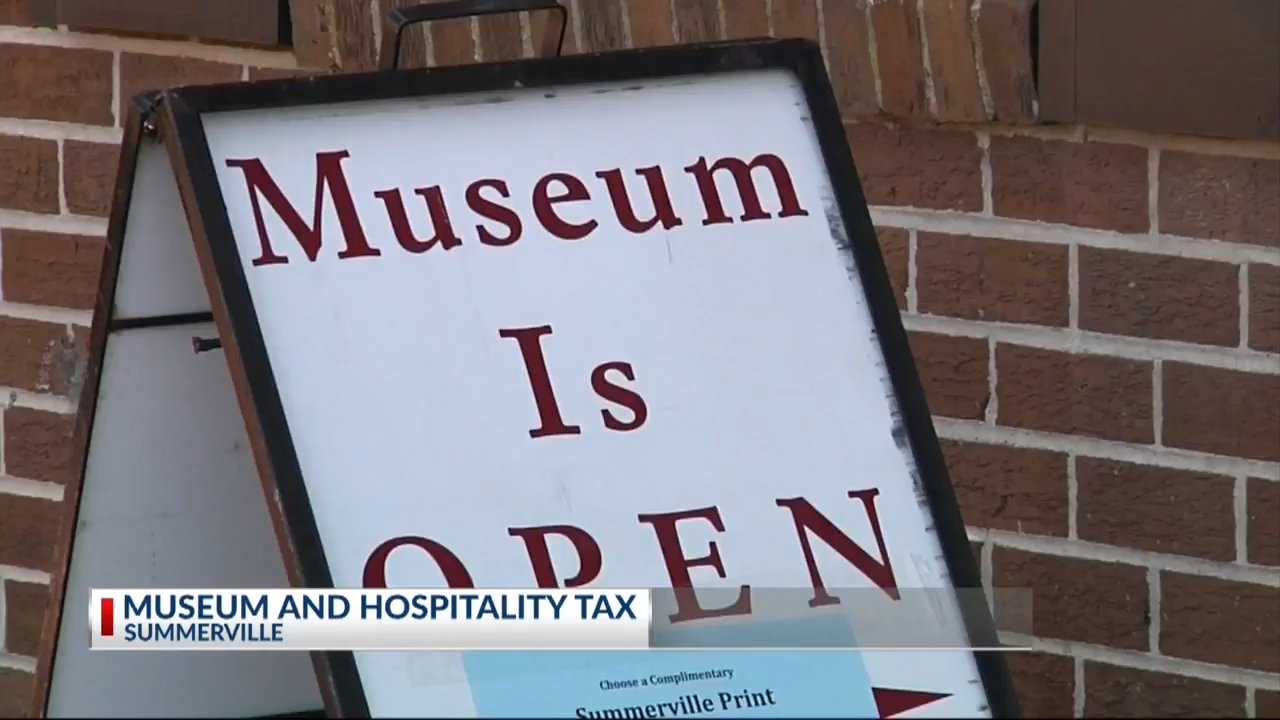 Museum
Is
OPEN
MUSEUM AND HOSPITALITY TAX
SUMMERVILLE
Choose a Complimentary
Summerville Print